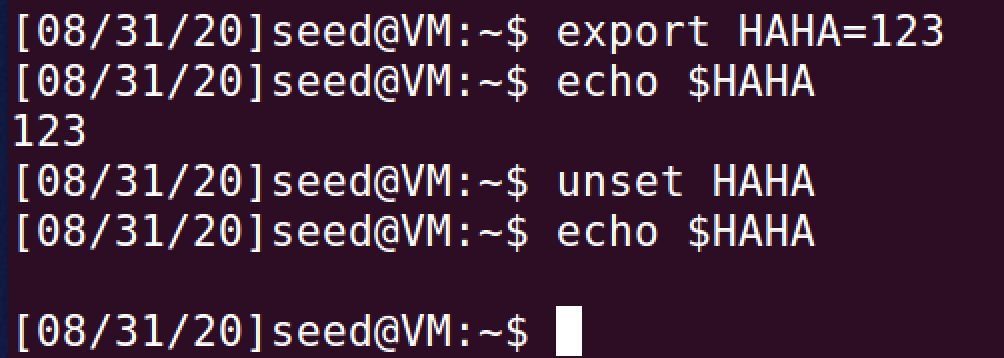 [08/31/20]seed@VM:~$ export HAHA=123
[08/31/20]seed@VM:~$ echo $HAHA
123
[08/31/20]seed@VM:~$ unset HAHA
[08/31/20]seed@VM:~$ echo $HAHA

[08/31/20]seed@VM:~$